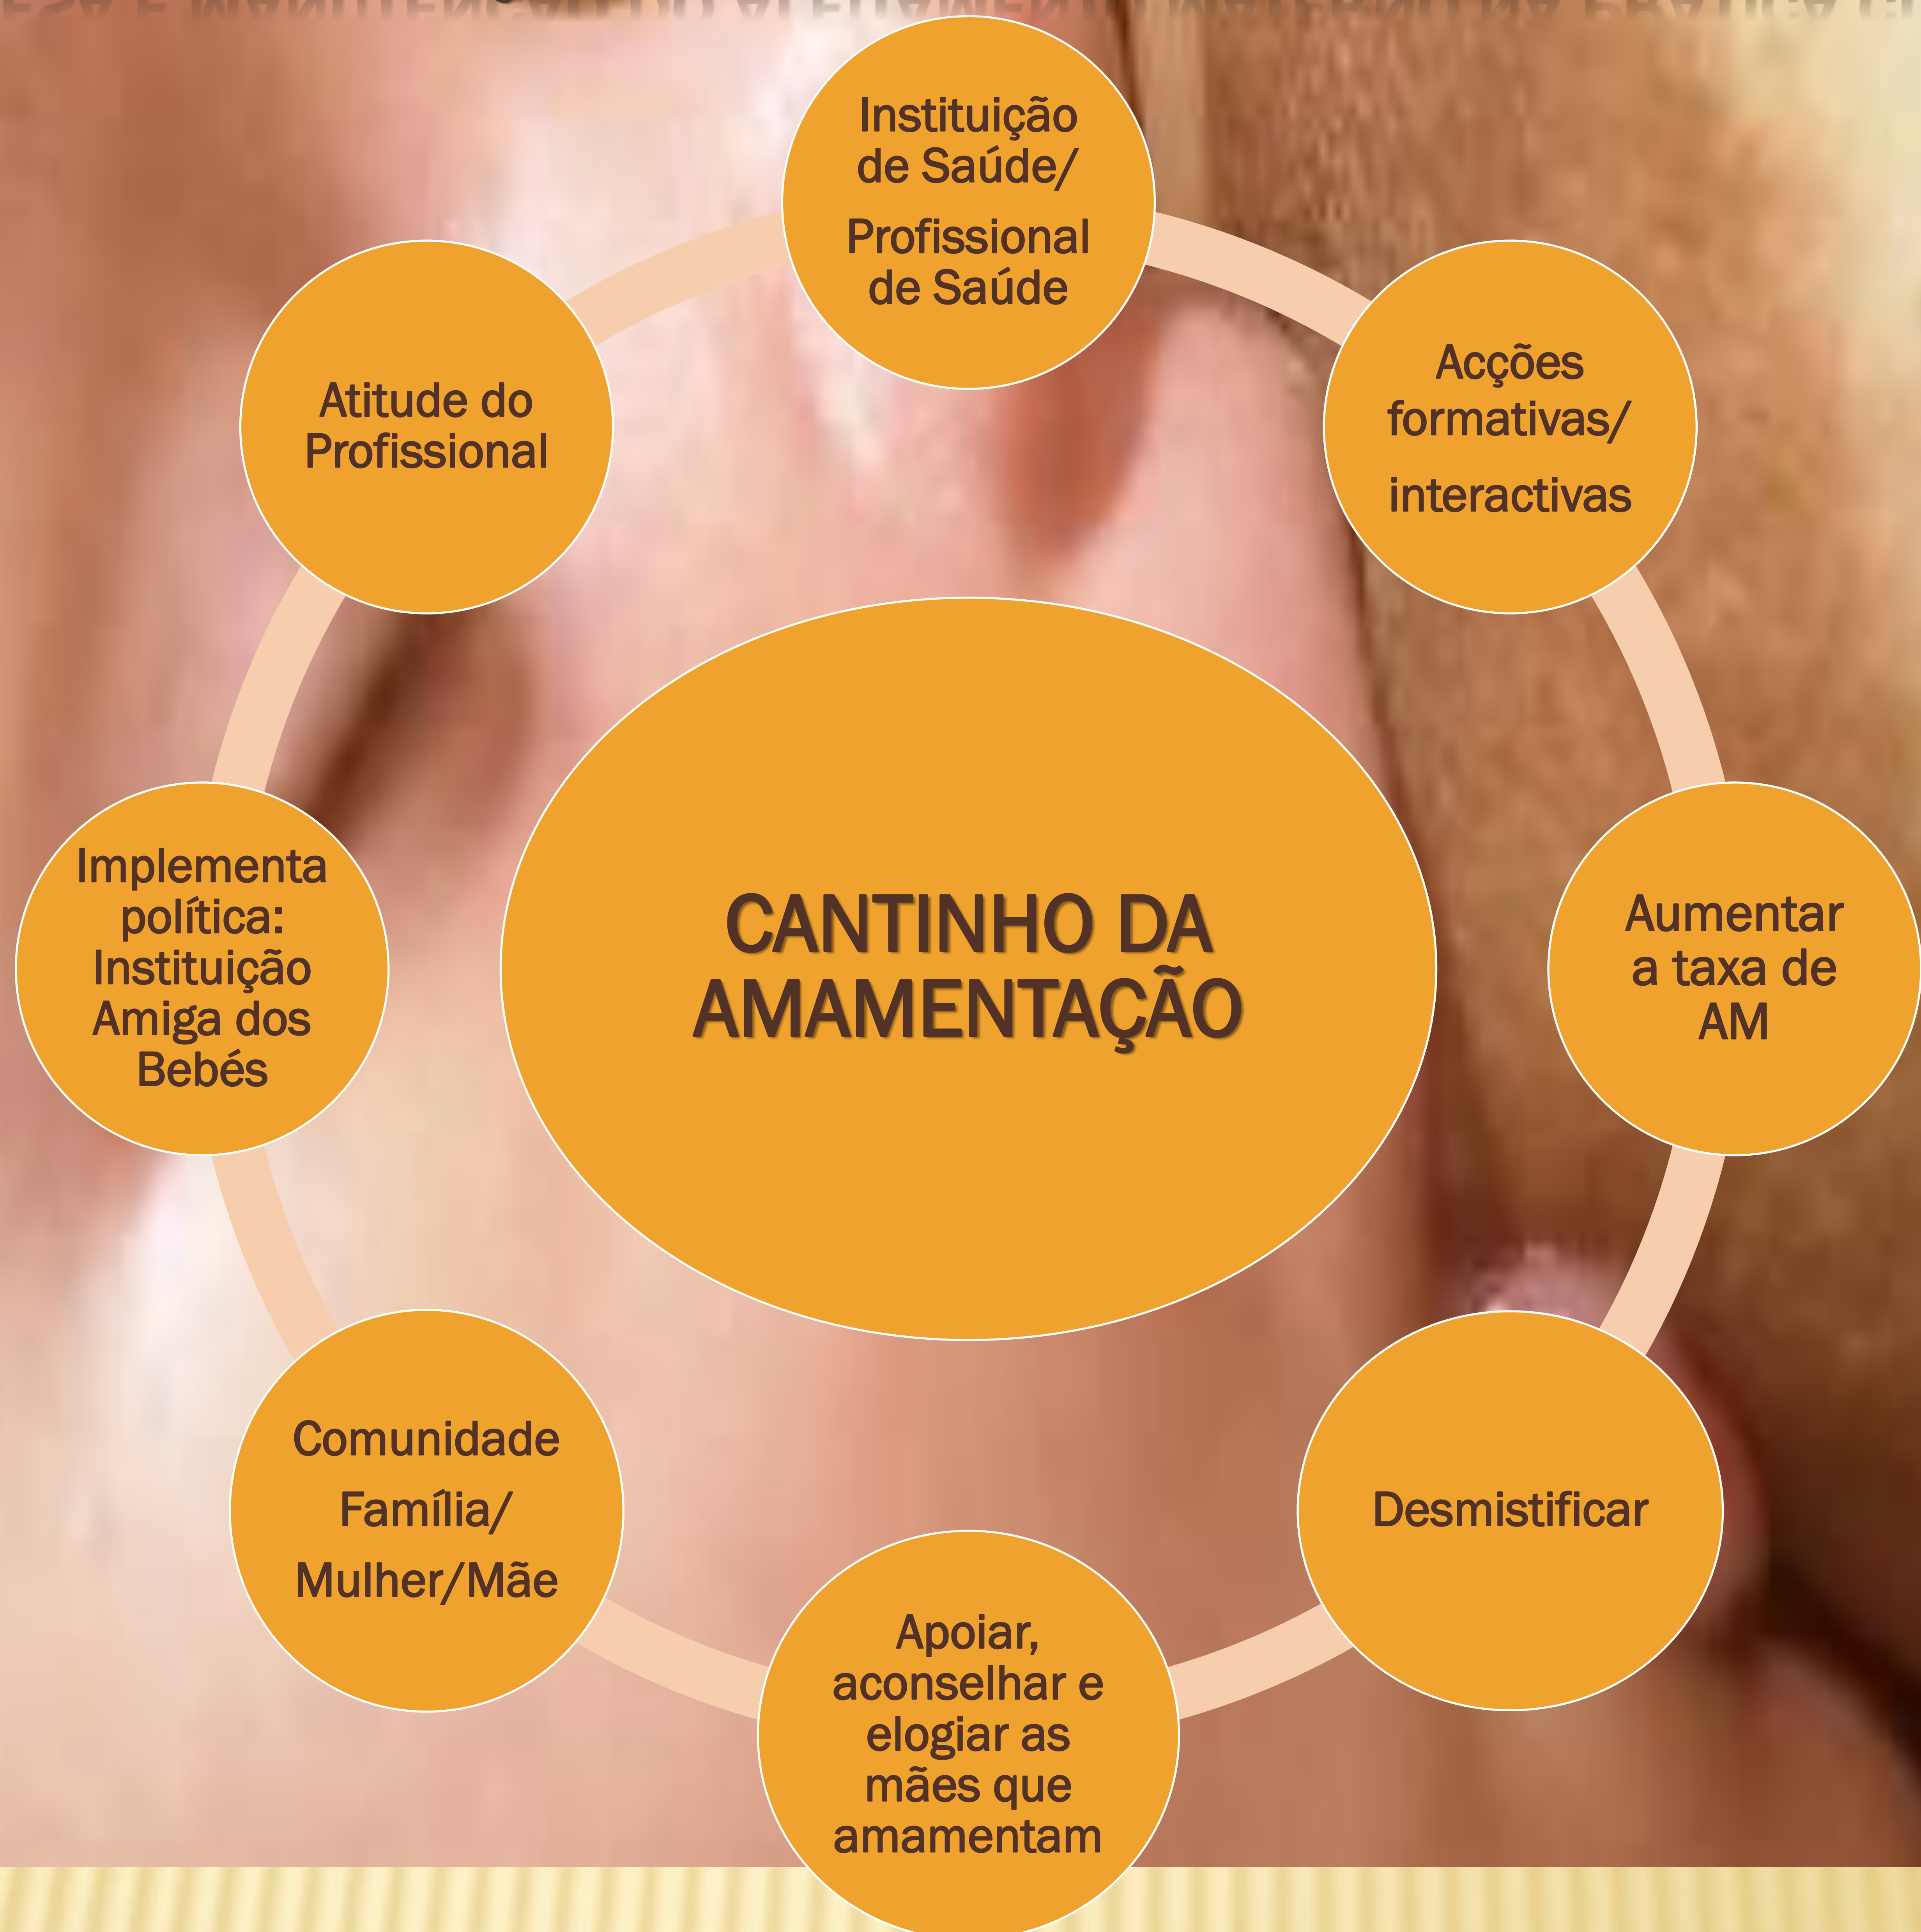 Instituição
de Saúde/
Profissional
de Saúde
Acções
formativas/
interactivas
Aumentar
a taxa de
AM
Desmistificar
Apoiar,
aconselhar e
elogiar as
mães que
amamentam
Comunidade
Família/
Mulher/Mãe
Implementa
política:
Instituição
Amiga dos
Bebés
Atitude do
Profissional
CANTINHO DA
AMAMENTAÇÃO